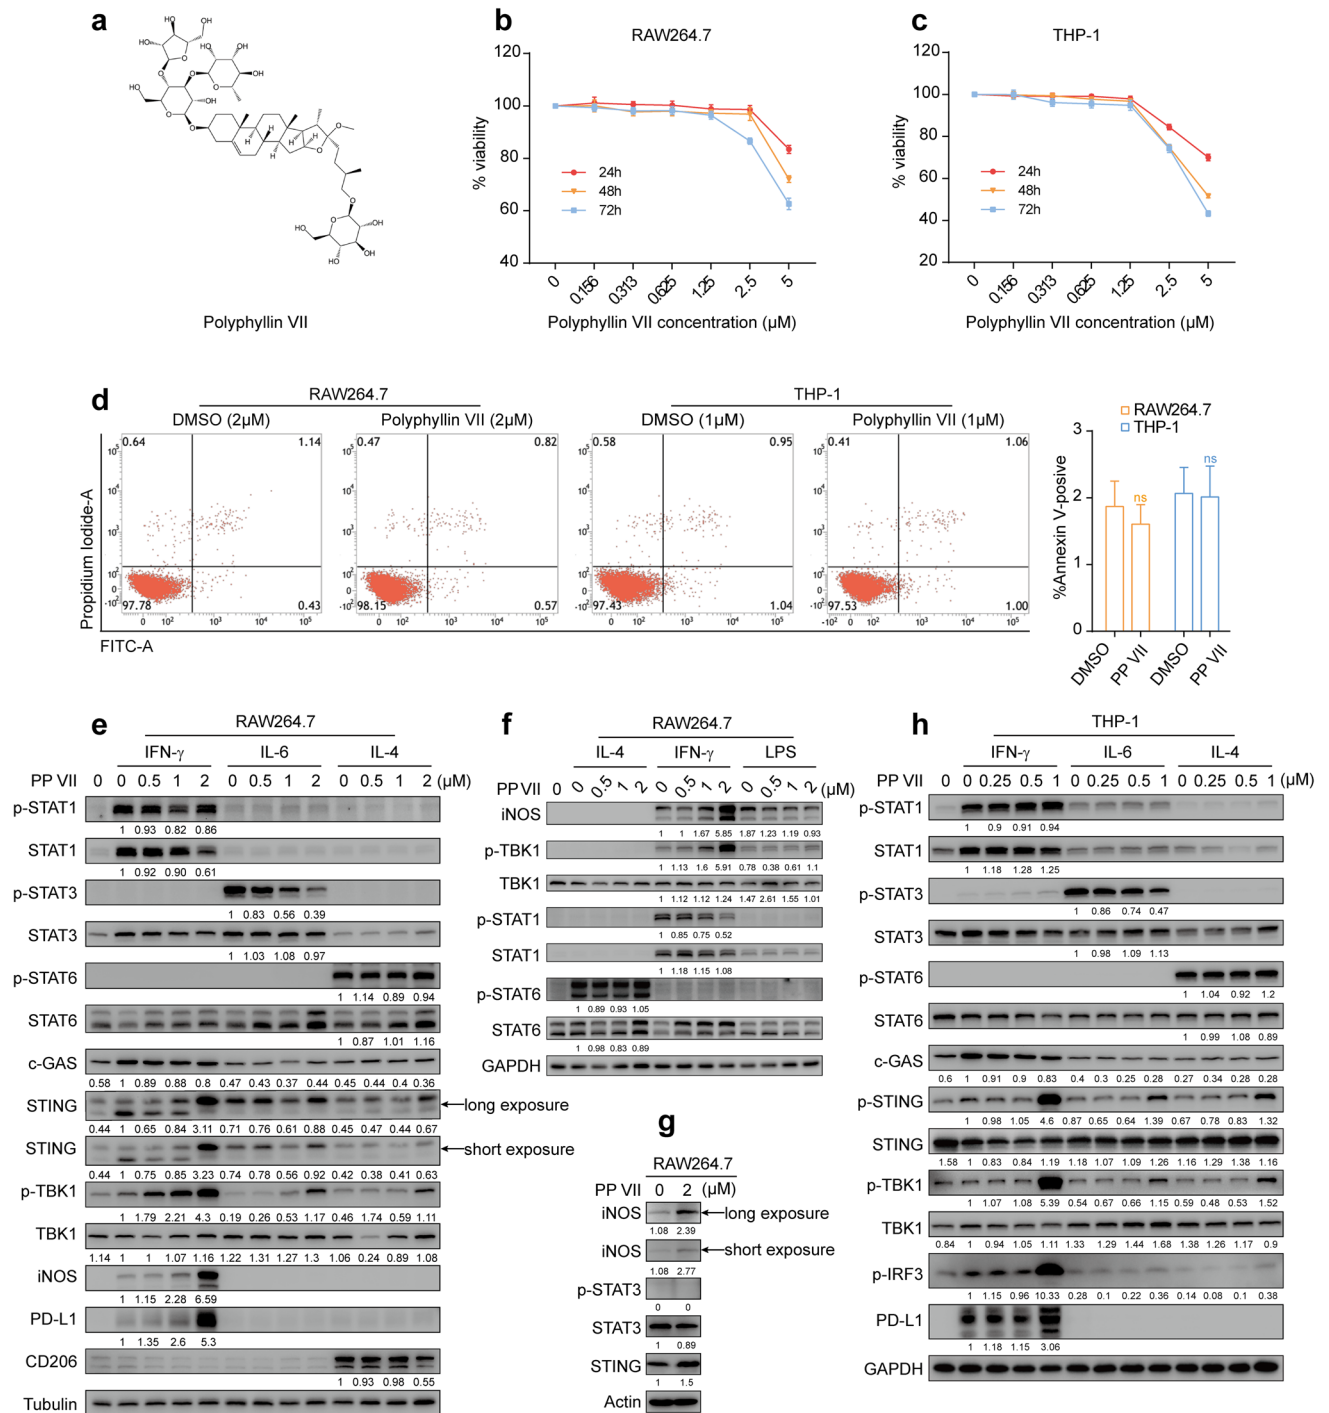 a
HO
OH
HO
OH
HO
HO
OH
O
O
O
O
OH
HO
O
OH
O
O
H
H
H
H
H
O
O
O
O
OH
HO
OH
HO
Polyphyllin VII
b
RAW264.7
% viability
120
100
80
60
40
24h
48h
72h
0
0.156
0.313
0.625
1.25
2.5
5
Polyphyllin VII concentration (µM)
c
THP-1
% viability
120
100
80
60
40
20
24h
48h
72h
0
0.156
0.313
0.625
1.25
2.5
5
Polyphyllin VII concentration (µM)
d
RAW264.7
THP-1
DMSO (2µM)
Polyphyllin VII (2µM)
DMSO (1µM)
Polyphyllin VII (1µM)
Propidium Iodide-A
0.64 1.14
97.78 0.43
0.47 0.82
98.15 0.57
0.58 0.95
97.43 1.04
0.41 1.06
97.53 1.00
FITC-A
RAW264.7
THP-1
%Annexin V-posive
3
2
1
0
ns
ns
DMSO
PP VII
DMSO
PP VII
e
RAW264.7
IFN-γ IL-6 IL-4
PP VII 0 0 0.5 1 2 0 0.5 1 2 0 0.5 1 2 (µM)
p-STAT1
1 0.93 0.82 0.86
STAT1
1 0.92 0.90 0.61
p-STAT3
1 0.83 0.56 0.39
STAT3
1 1.03 1.08 0.97
p-STAT6
1 1.14 0.89 0.94
STAT6
1 0.87 1.01 1.16
c-GAS
0.58 1 0.89 0.88 0.8 0.47 0.43 0.37 0.44 0.45 0.44 0.4 0.36
STING
long exposure
0.44 1 0.65 0.84 3.11 0.71 0.76 0.61 0.88 0.45 0.47 0.44 0.67
STING
short exposure
0.44 1 0.75 0.85 3.23 0.74 0.78 0.56 0.92 0.42 0.38 0.41 0.63
p-TBK1
1 1.79 2.21 4.3 0.19 0.26 0.53 1.17 0.46 1.74 0.59 1.11
TBK1
1.14 1 1 1.07 1.16 1.22 1.31 1.27 1.3 1.06 0.24 0.89 1.08
iNOS
1 1.15 2.28 6.59
PD-L1
1 1.35 2.6 5.3
CD206
1 0.93 0.98 0.55
Tubulin
f
RAW264.7
IL-4 IFN-γ LPS
PP VII 0 0 0.5 1 2 0 0.5 1 2 0 0.5 1 2 (µM)
iNOS
1 1 1.67 5.85 1.87 1.23 1.19 0.93
p-TBK1
1 1.13 1.6 5.91 0.78 0.38 0.61 1.1
TBK1
1 1.12 1.12 1.24 1.47 2.61 1.55 1.01
p-STAT1
1 0.85 0.75 0.52
STAT1
1 1.18 1.15 1.08
p-STAT6
1 0.89 0.93 1.05
STAT6
1 0.98 0.83 0.89
GAPDH
g
RAW264.7
PP VII 0 2 (µM)
iNOS
long exposure
1.08 2.39
iNOS
short exposure
1.08 2.77
p-STAT3
0 0
STAT3
1 0.89
STING
1 1.5
Actin
h
THP-1
IFN-γ IL-6 IL-4
PP VII 0 0 0.25 0.5 1 0 0.25 0.5 1 0 0.25 0.5 1 (µM)
p-STAT1
1 0.9 0.91 0.94
STAT1
1 1.18 1.28 1.25
p-STAT3
1 0.86 0.74 0.47
STAT3
1 0.98 1.09 1.13
p-STAT6
1 1.04 0.92 1.2
STAT6
1 0.99 1.08 0.89
c-GAS
0.6 1 0.91 0.9 0.83 0.4 0.3 0.25 0.28 0.27 0.34 0.28 0.28
p-STING
1 0.98 1.05 4.6 0.87 0.65 0.64 1.39 0.67 0.78 0.83 1.32
STING
1.58 1 0.83 0.84 1.19 1.18 1.07 1.09 1.26 1.16 1.29 1.38 1.16
p-TBK1
1 1.07 1.08 5.39 0.54 0.67 0.66 1.15 0.59 0.48 0.53 1.52
TBK1
0.84 1 0.94 1.05 1.11 1.33 1.29 1.44 1.68 1.38 1.26 1.17 0.9
p-IRF3
1 1.15 0.96 10.33 0.28 0.1 0.22 0.36 0.14 0.08 0.1 0.38
PD-L1
1 1.18 1.15 3.06
GAPDH